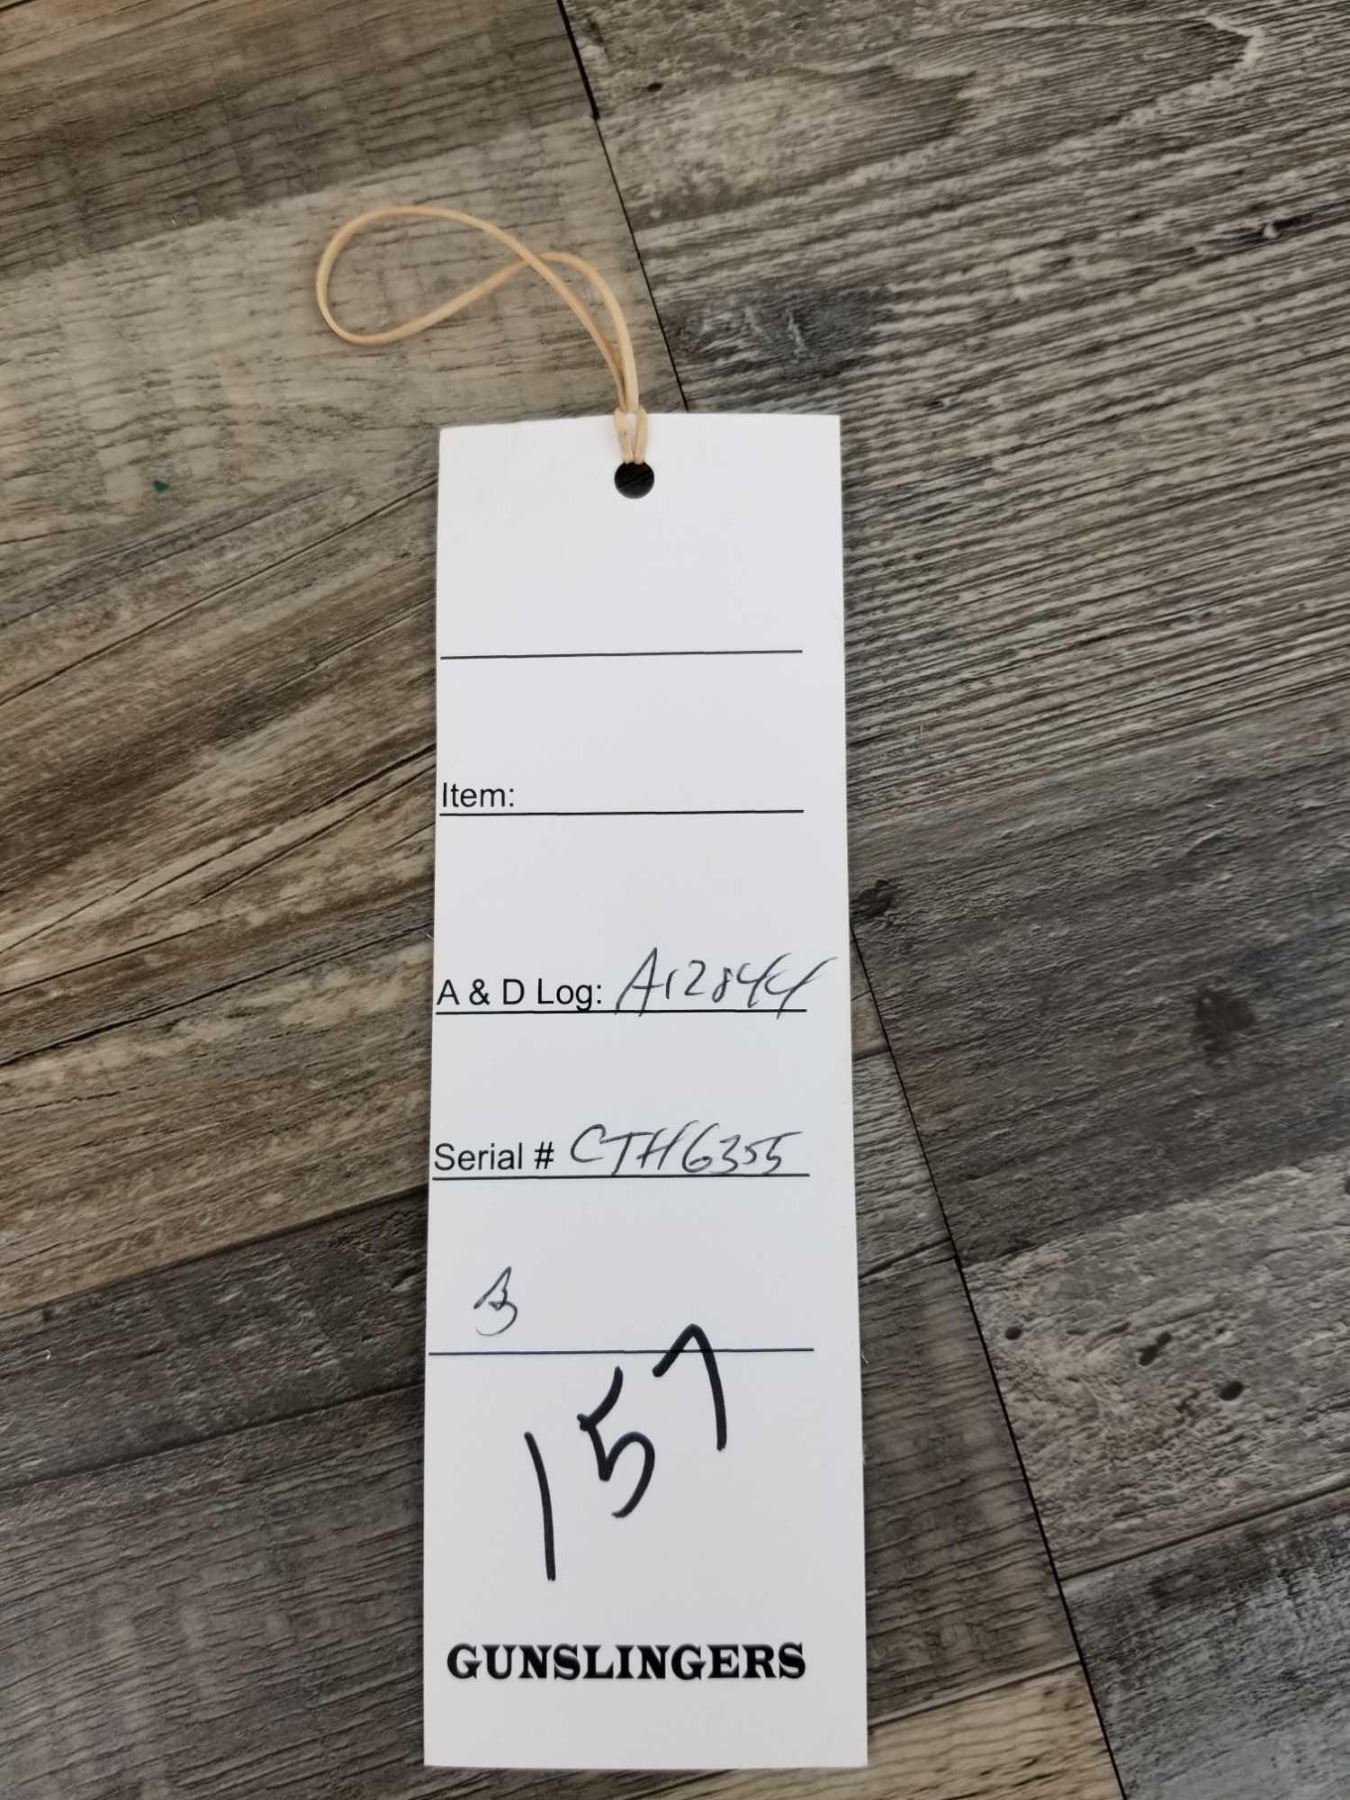 Item:
A & D Log: A12844
Serial # CTH6355
157
GUNSLINGERS